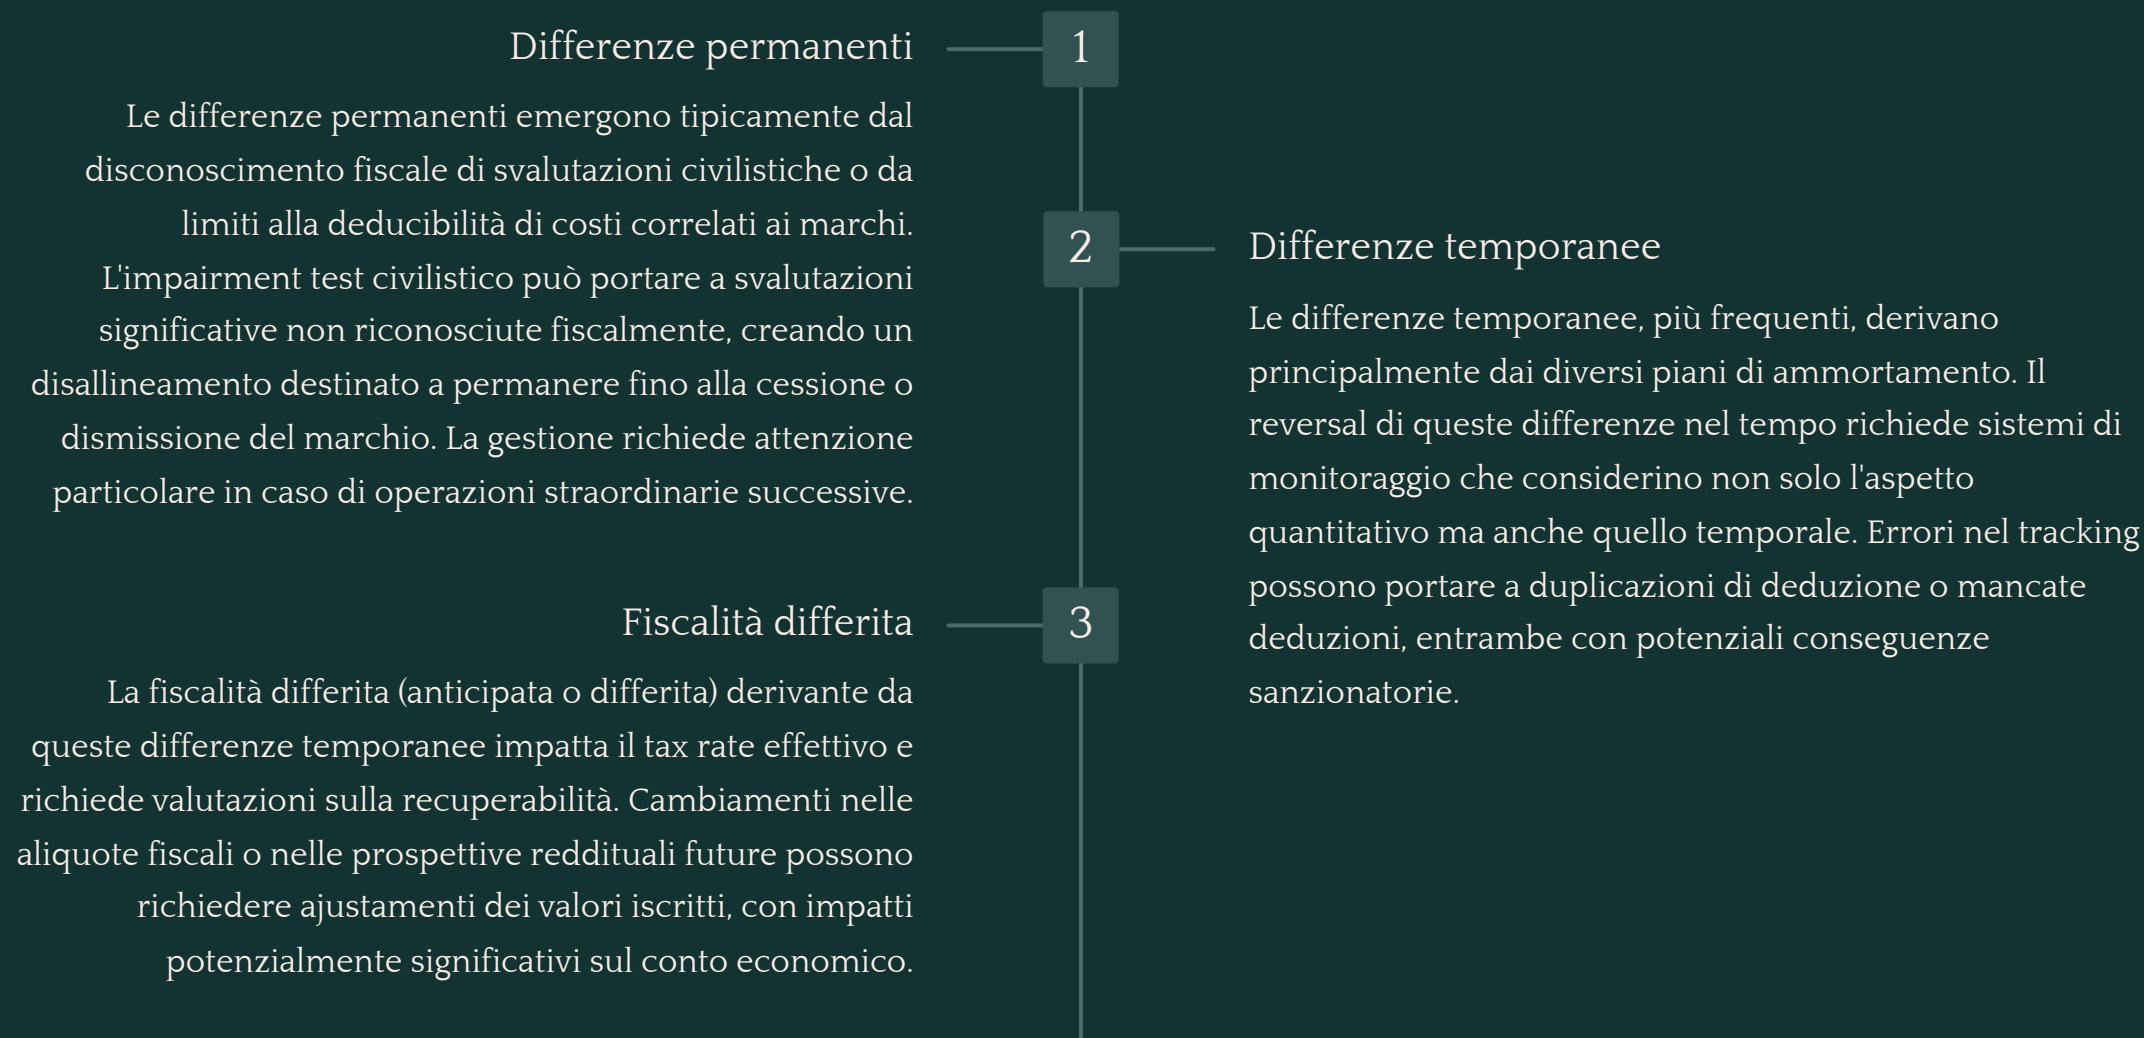 Differenze permanenti
1
Le differenze permanenti emergono tipicamente dal
disconoscimento fiscale di svalutazioni civilistiche o da
limiti alla deducibilità di costi correlati ai marchi.
L'impairment test civilistico può portare a svalutazioni
significative non riconosciute fiscalmente, creando un
disallineamento destinato a permanere fino alla cessione o
dismissione del marchio. La gestione richiede attenzione
particolare in caso di operazioni straordinarie successive.
2
Differenze temporanee
Le differenze temporanee, più frequenti, derivano
principalmente dai diversi piani di ammortamento. Il
reversal di queste differenze nel tempo richiede sistemi di
monitoraggio che considerino non solo l'aspetto
quantitativo ma anche quello temporale. Errori nel tracking
possono portare a duplicazioni di deduzione o mancate
deduzioni, entrambe con potenziali conseguenze
sanzionatorie.
Fiscalità differita
3
La fiscalità differita (anticipata o differita) derivante da
queste differenze temporanee impatta il tax rate effettivo e
richiede valutazioni sulla recuperabilità. Cambiamenti nelle
aliquote fiscali o nelle prospettive reddituali future possono
richiedere ajustamenti dei valori iscritti, con impatti
potenzialmente significativi sul conto economico.